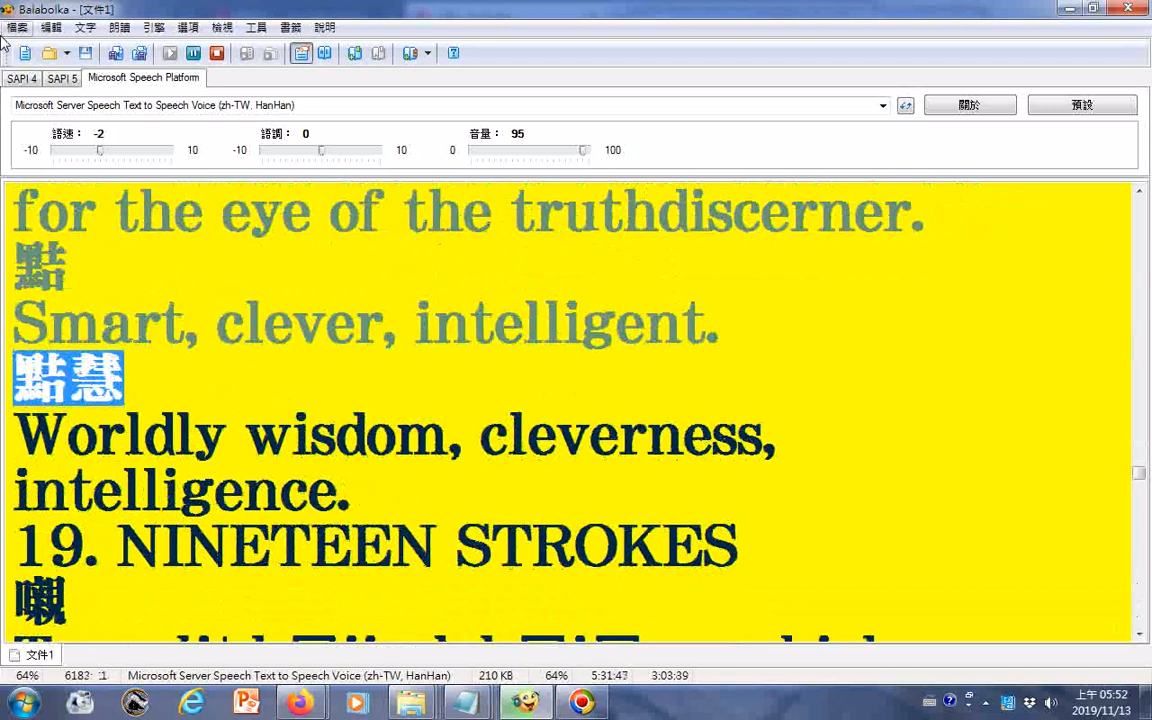 Balabolka - [文件1]
檔案 編輯 文字 朗讀 引擎 選項 檢視 工具 書籤 說明
SAPI 4 SAPI 5 Microsoft Speech Platform
Microsoft Server Speech Text to Speech Voice (zh-TW, HanHan) 關於 預設
語速： -2 語調： 0 音量： 95
-10 10 -10 10 0 100
for the eye of the truthdiscerner.
黠
Smart, clever, intelligent.
黠慧
Worldly wisdom, cleverness,
intelligence.
19. NINETEEN STROKES
嚫
文件1
64% 6182: 1 Microsoft Server Speech Text to Speech Voice (zh-TW, HanHan) 210 KB 64% 5:31:43 3:03:39
上午 05:52
2019/11/13